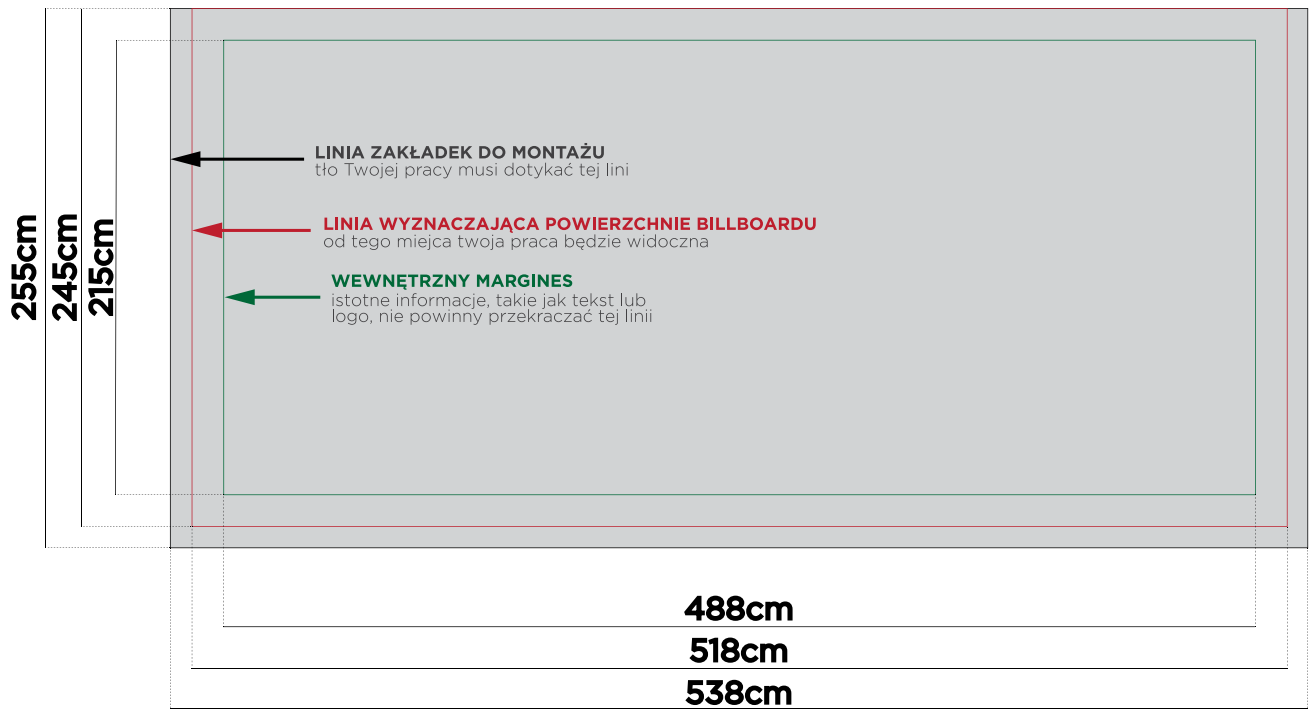 LINIA ZAKŁADEK DO MONTAŻU
tło Twojej pracy musi dotykać tej lini
LINIA WYZNACZAJĄCA POWIERZCHNIE BILLBOARDU
od tego miejca twoja praca będzie widoczna
WEWNĘTRZNY MARGINES
istotne informacje, takie jak tekst lub
logo, nie powinny przekraczać tej linii
255cm
245cm
215cm
488cm
518cm
538cm